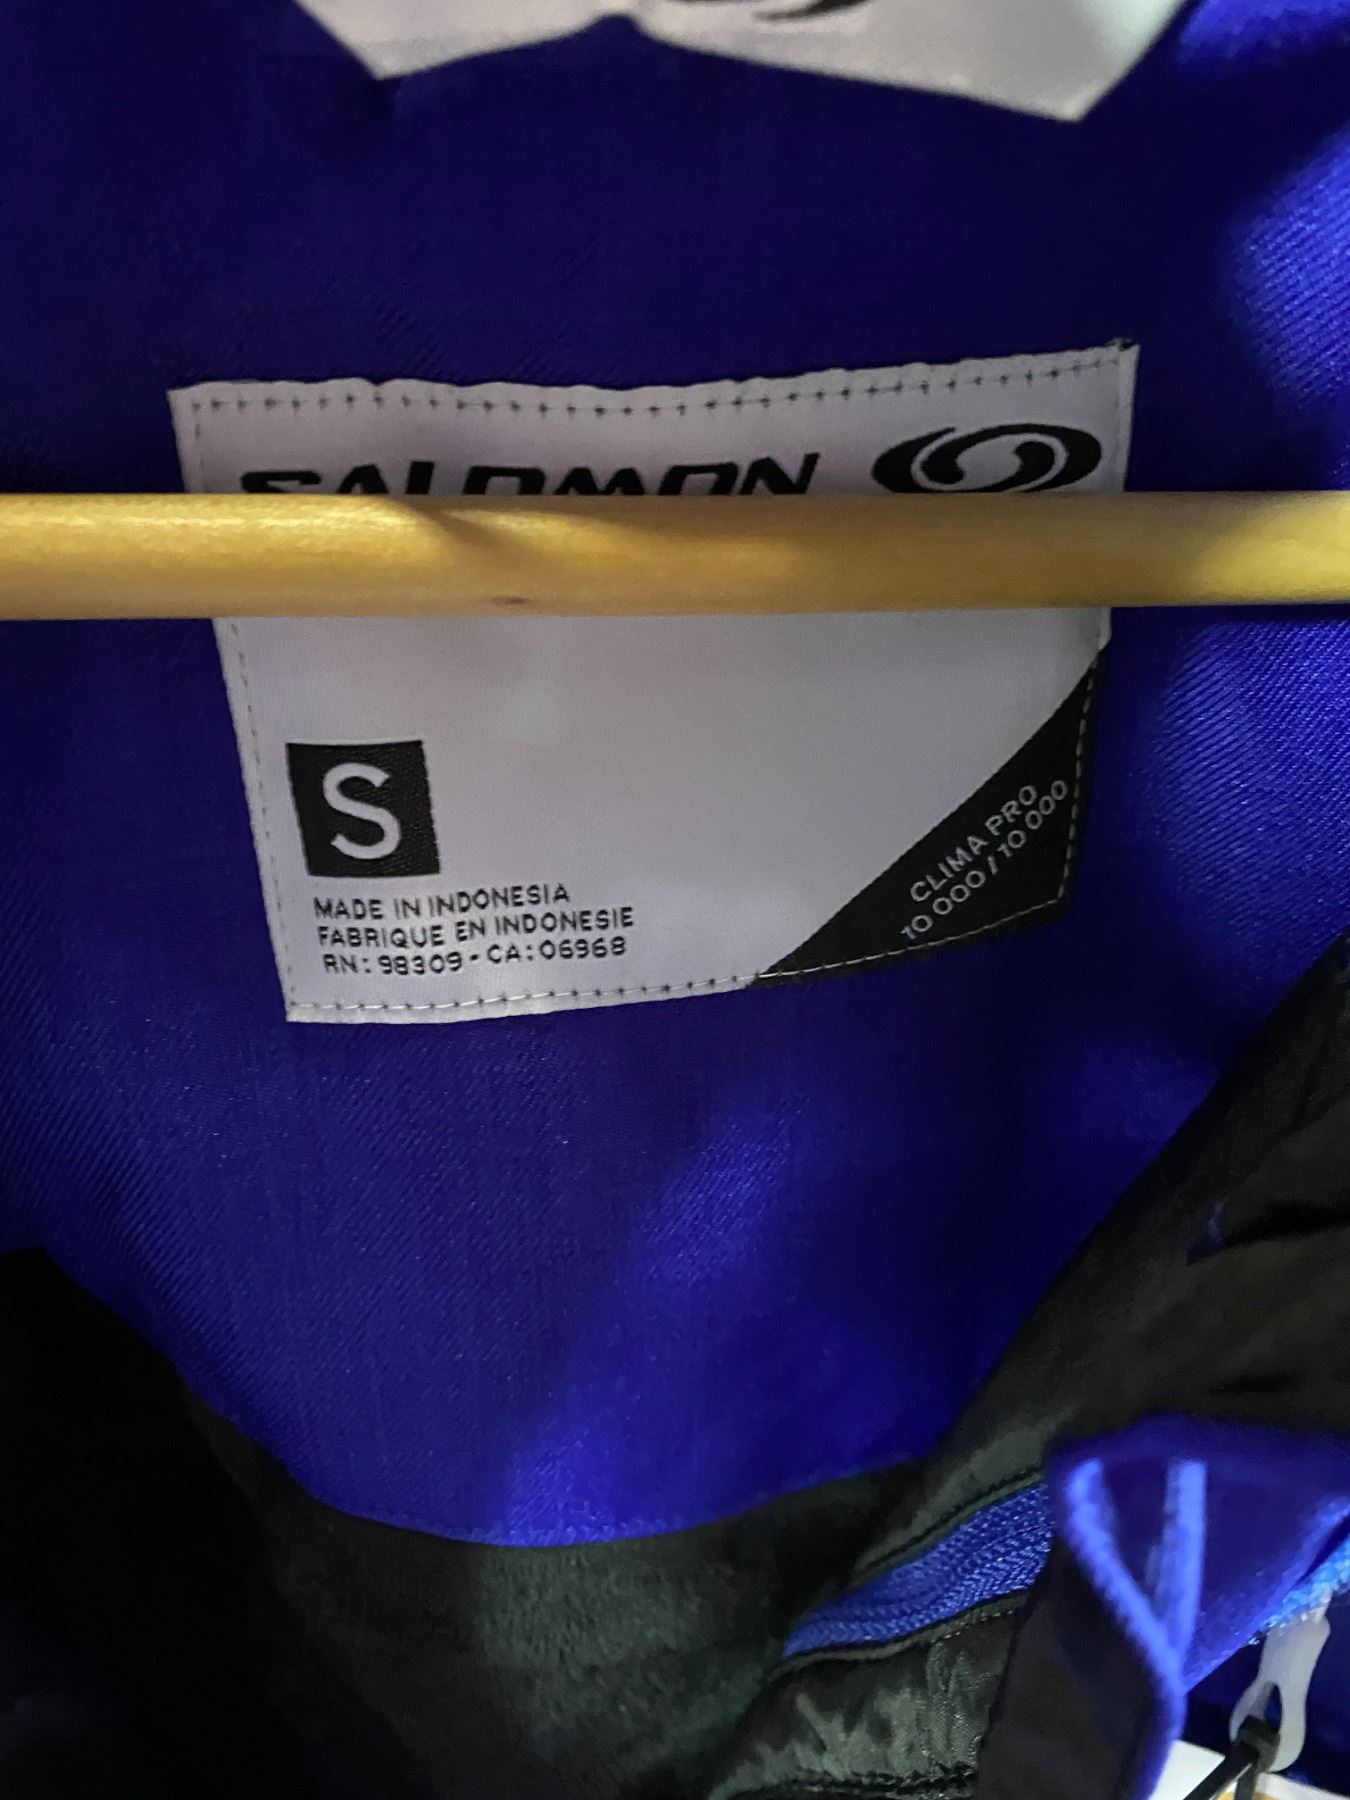 SALOMON
S
MADE IN INDONESIA
FABRIQUE EN INDONESIE
RN: 98309 - CA: 06968
CLIMA PRO
10 000 / 10 000